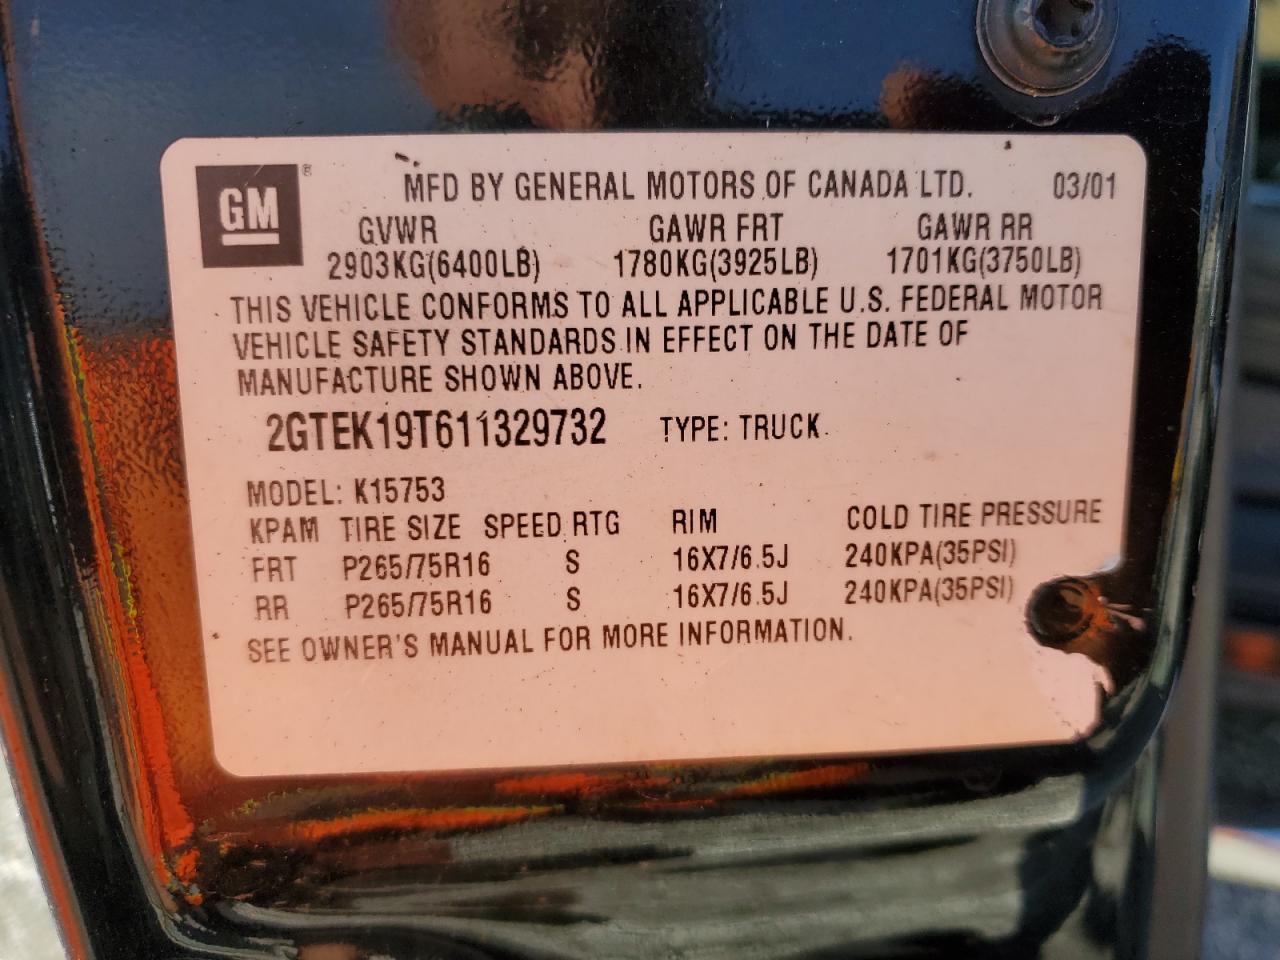 GM ®
MFD BY GENERAL MOTORS OF CANADA LTD. 03/01
GVWR GAWR FRT GAWR RR
2903KG(6400LB) 1780KG(3925LB) 1701KG(3750LB)
THIS VEHICLE CONFORMS TO ALL APPLICABLE U.S. FEDERAL MOTOR
VEHICLE SAFETY STANDARDS IN EFFECT ON THE DATE OF
MANUFACTURE SHOWN ABOVE.
2GTEK19T611329732 TYPE: TRUCK
MODEL: K15753
KPAM TIRE SIZE SPEED RTG RIM COLD TIRE PRESSURE
FRT P265/75R16 S 16X7/6.5J 240KPA(35PSI)
RR P265/75R16 S 16X7/6.5J 240KPA(35PSI)
SEE OWNER'S MANUAL FOR MORE INFORMATION.